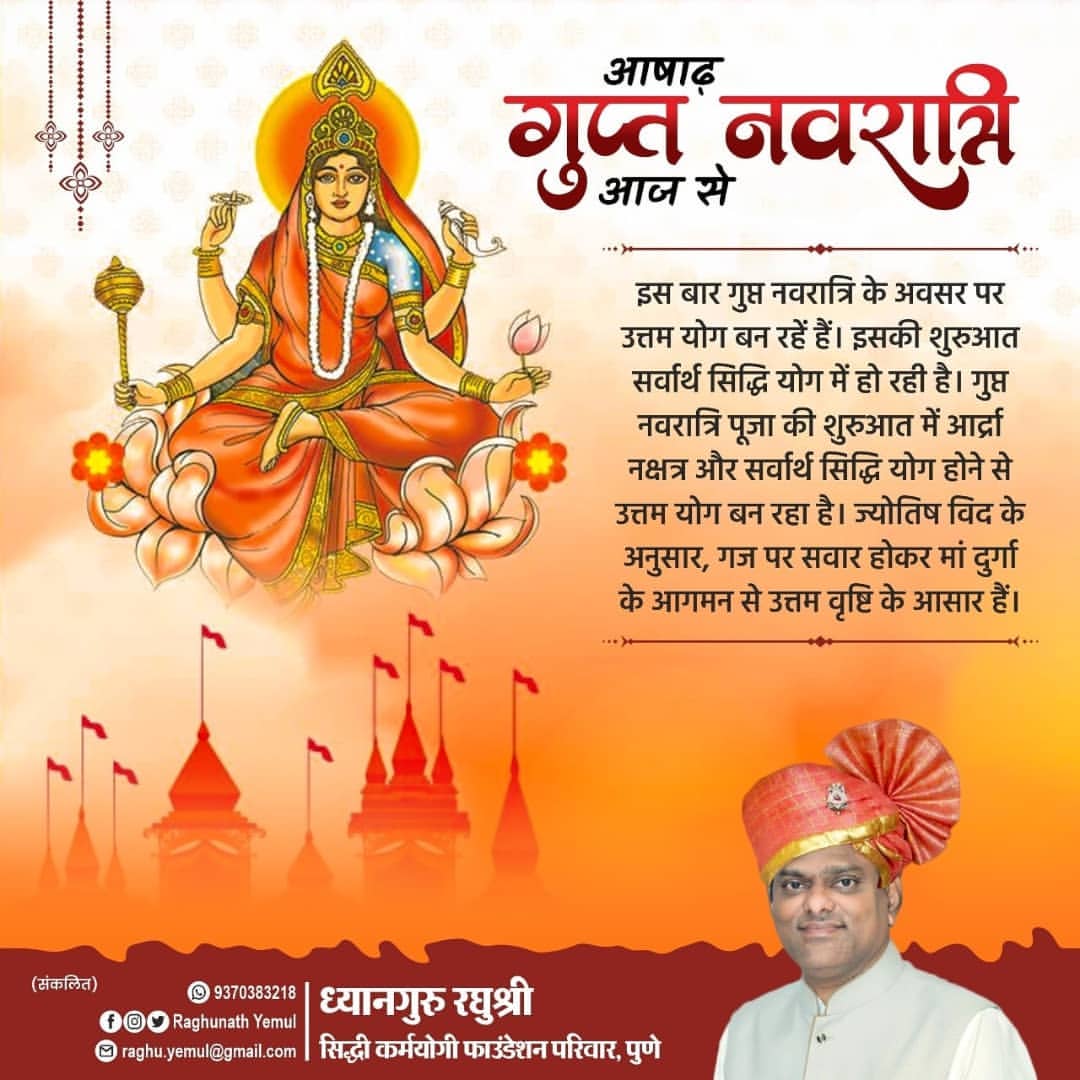 आषाढ़
गुप्त नवरात्रि
आज से
इस बार गुप्त नवरात्रि के अवसर पर
उत्तम योग बन रहें हैं। इसकी शुरुआत
सर्वार्थ सिद्धि योग में हो रही है। गुप्त
नवरात्रि पूजा की शुरुआत में आर्द्रा
नक्षत्र और सर्वार्थ सिद्धि योग होने से
उत्तम योग बन रहा है। ज्योतिष विद के
अनुसार, गज पर सवार होकर मां दुर्गा
के आगमन से उत्तम वृष्टि के आसार हैं।
(संकलित)
9370383218
Raghunath Yemul
raghu.yemul@gmail.com
ध्यानगुरु रघुश्री
सिद्धी कर्मयोगी फाउंडेशन परिवार, पुणे